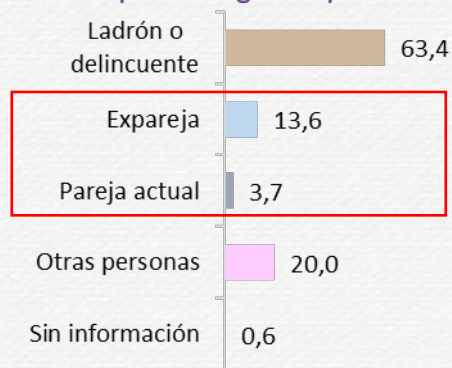 Ladrón o
delincuente
63,4
Expareja
13,6
Pareja actual
3,7
Otras personas
20,0
Sin información
0,6